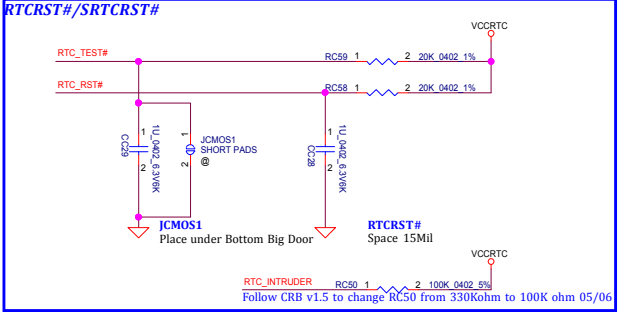 RTCRST#/SRTCRST#
VCCRTC
RTC_TEST#
RC59 1 2 20K_0402_1%
RTC_RST#
RC58 1 2 20K_0402_1%
1
CC29
1U_0402_6.3V6K
2
1
2
JCMOS1
SHORT PADS
@
1
CC28
1U_0402_6.3V6K
2
JCMOS1
Place under Bottom Big Door
RTCRST#
Space 15Mil
VCCRTC
RTC_INTRUDER
RC50 1 2 100K_0402_5%
Follow CRB v1.5 to change RC50 from 330Kohm to 100K ohm 05/06